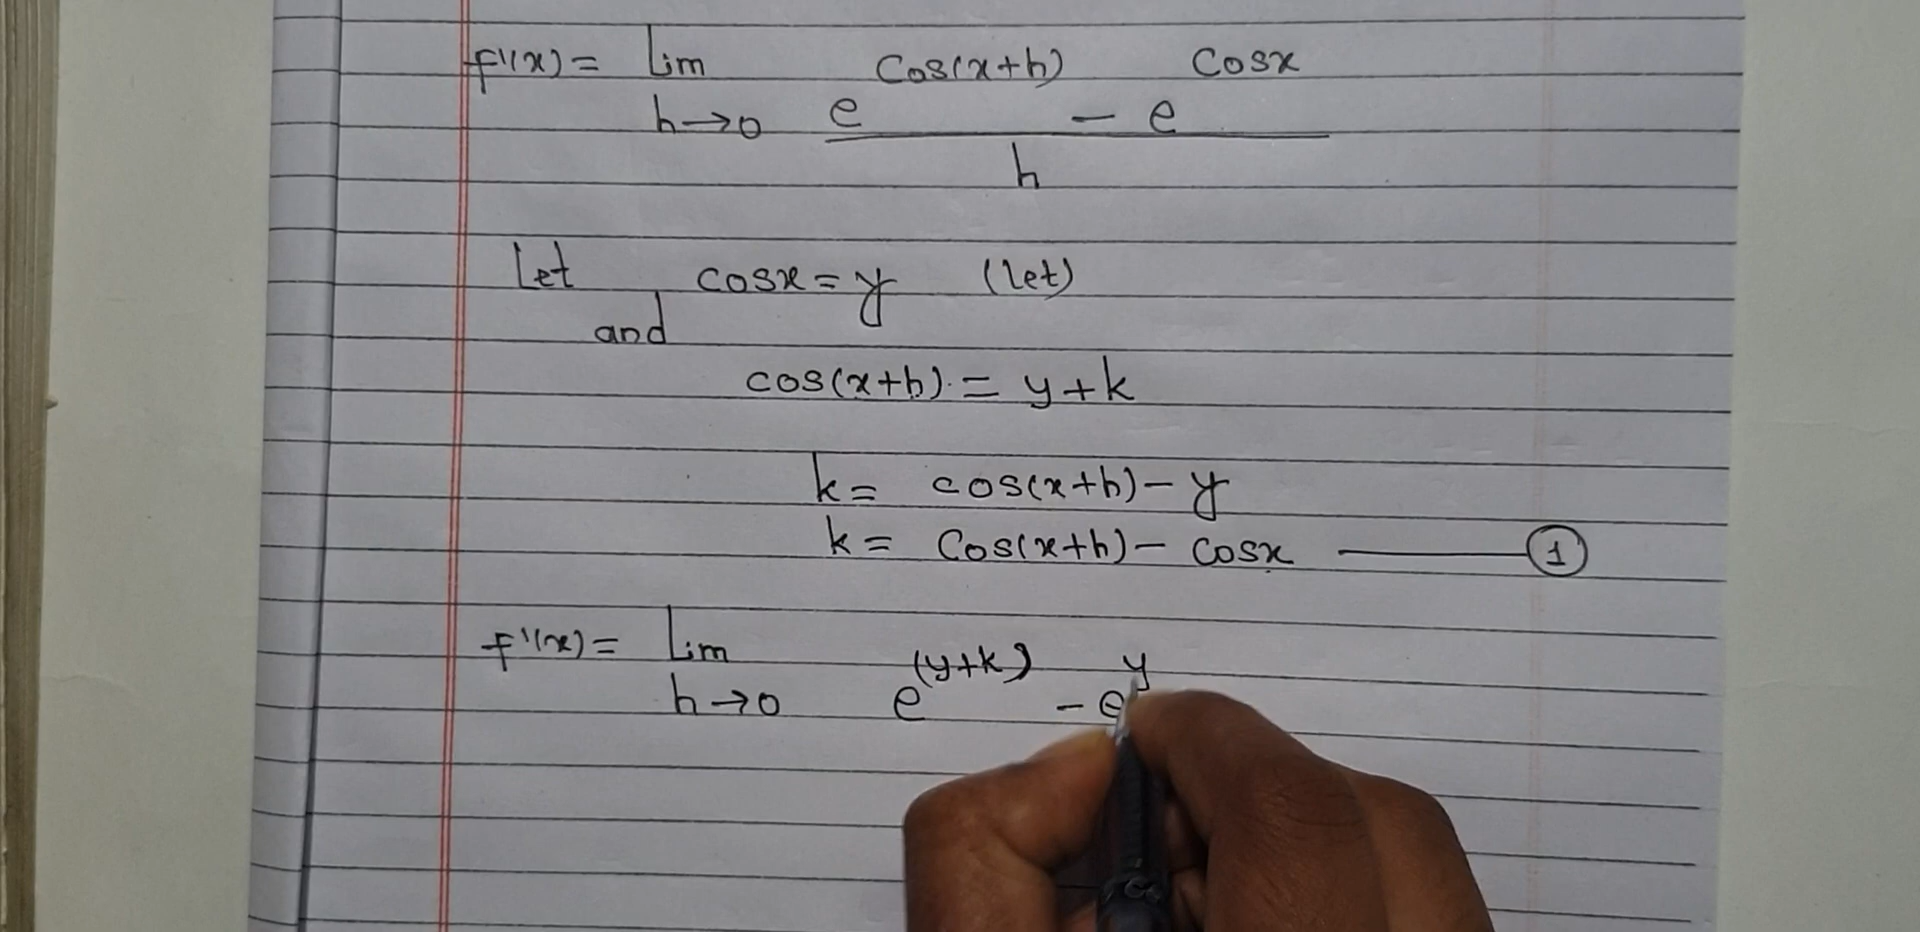 f'(x) = Lim cos(x+h) cosx
h→0 e - e
h
Let cosx = y (let)
and
cos(x+h) = y+k
k = cos(x+h) - y
k = Cos(x+h) - cosx ——— ①
f'(x) = Lim (y+k) y
h→0 e - e